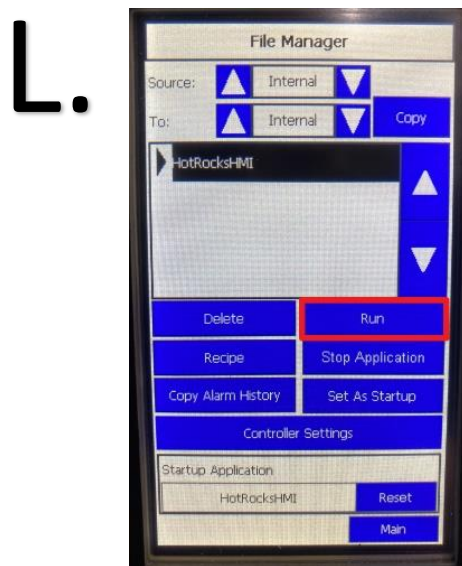 L.
File Manager
Source: Internal
To: Internal Copy
HotRocksHMI
Delete Run
Recipe Stop Application
Copy Alarm History Set As Startup
Controller Settings
Startup Application
HotRocksHMI Reset
Main